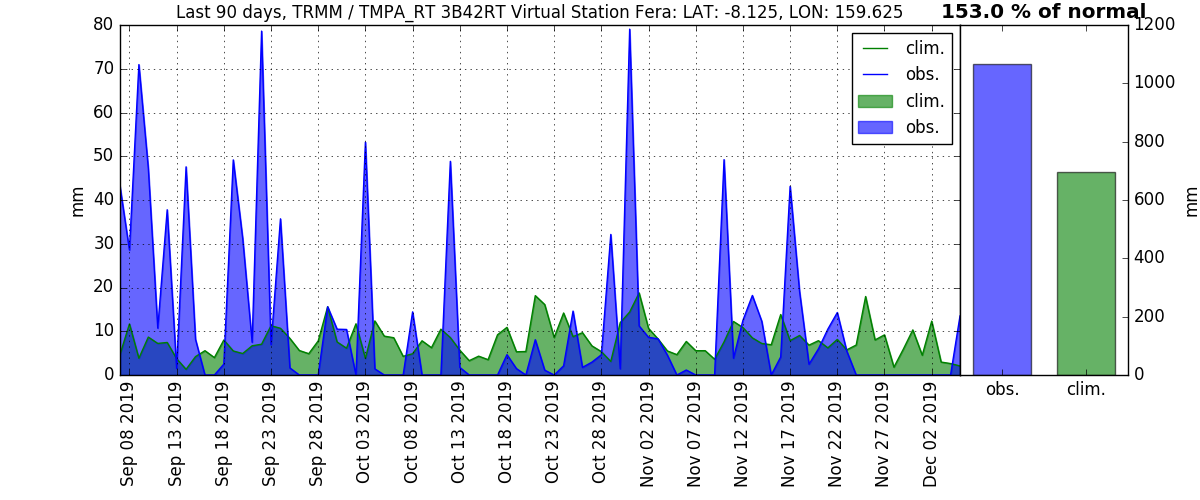 Last 90 days, TRMM / TMPA_RT 3B42RT Virtual Station Fera: LAT: -8.125, LON: 159.625
153.0 % of normal
80
70
60
50
40
30
20
10
0
mm
clim.
obs.
clim.
obs.
1200
1000
800
600
400
200
0
mm
obs.
clim.
Sep 08 2019
Sep 13 2019
Sep 18 2019
Sep 23 2019
Sep 28 2019
Oct 03 2019
Oct 08 2019
Oct 13 2019
Oct 18 2019
Oct 23 2019
Oct 28 2019
Nov 02 2019
Nov 07 2019
Nov 12 2019
Nov 17 2019
Nov 22 2019
Nov 27 2019
Dec 02 2019